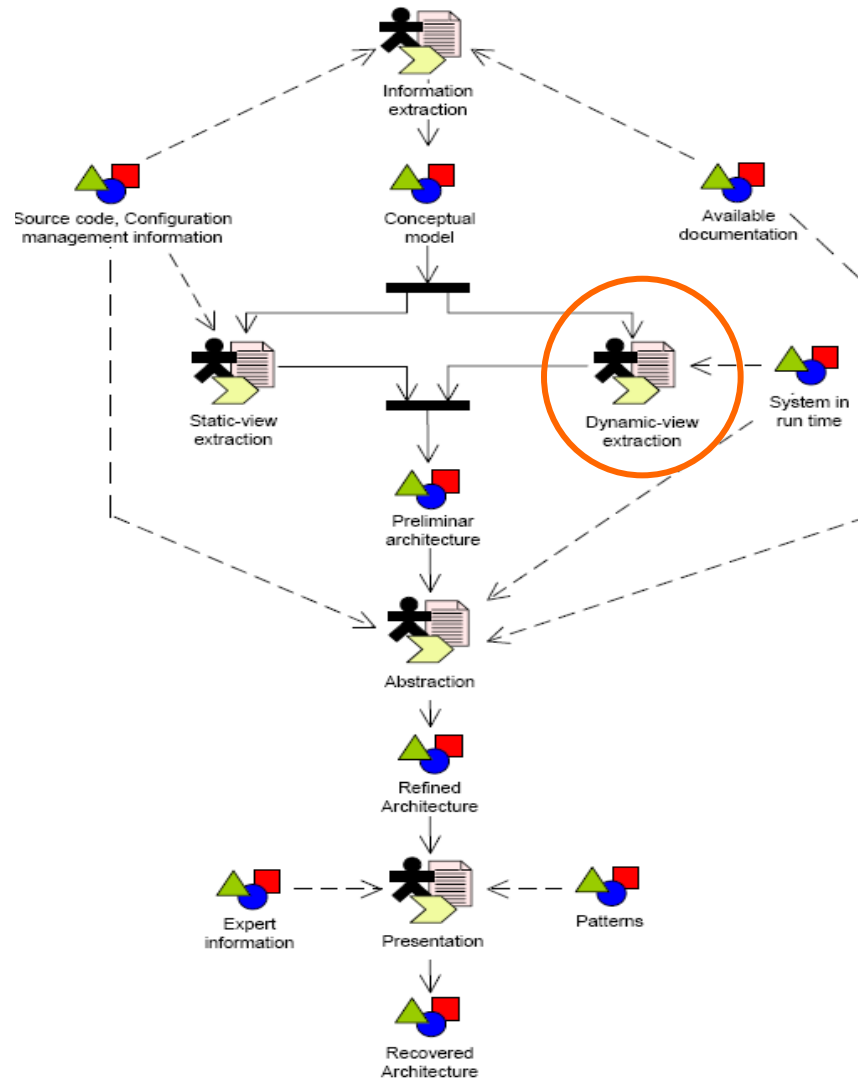 Information
extraction
Source code, Configuration
management information
Conceptual
model
Available
documentation
Static-view
extraction
Dynamic-view
extraction
System in
run time
Preliminar
architecture
Abstraction
Refined
Architecture
Expert
information
Presentation
Patterns
Recovered
Architecture